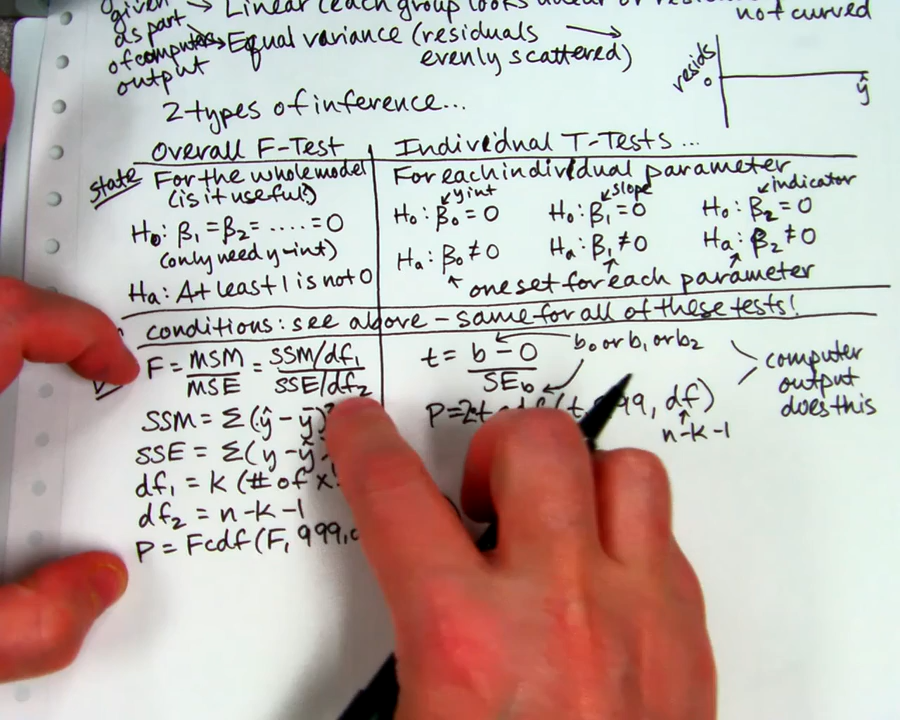 given → Linear (each group looks linear or
not curved
as part
of computer → Equal variance (residuals →
output
evenly scattered)
resids
0
ŷ
2 types of inference...
Overall F-Test
Individual T-Tests...
state
For the whole model
(is it useful?)
H₀: β₁ = β₂ = ..... = 0
(only need y-int)
Ha: At least 1 is not 0
For each individual parameter
yint
slope
indicator
H₀: β₀ = 0
H₀: β₁ = 0
H₀: β₂ = 0
Ha: β₀ ≠ 0
Ha: β₁ ≠ 0
Ha: β₂ ≠ 0
one set for each parameter
conditions: see above - same for all of these tests!
F = MSM/MSE = SSM/df₁ / SSE/df₂
SSM = Σ(ŷ - ȳ)²
SSE = Σ(y - ŷ
df₁ = k (# of x
df₂ = n-k-1
P = Fcdf(F, 999,
t = b - 0 / SE_b
b₀ or b₁ or b₂
P = 2 (t, 999, df)
n-k-1
computer
output
does this